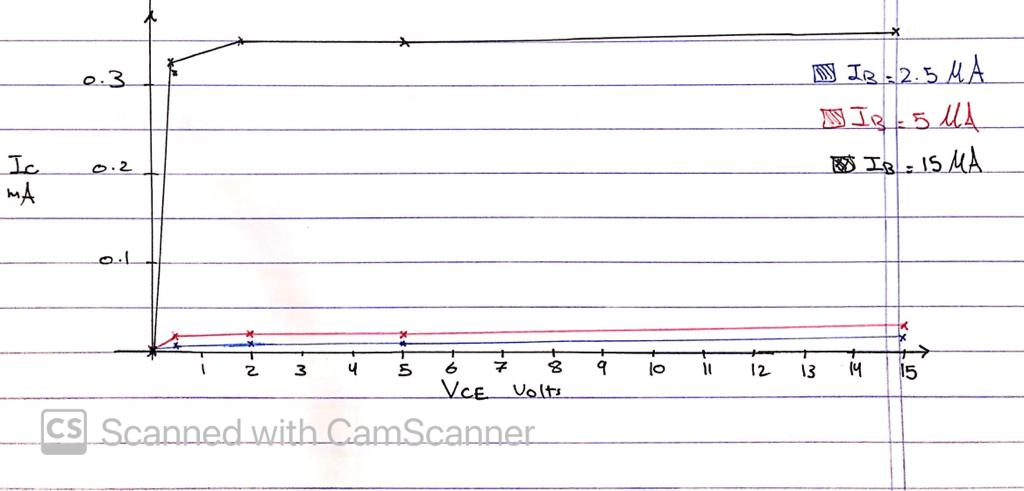 0.3
IB = 2.5 µA
IB = 5 µA
Ic
mA
0.2
IB = 15 µA
0.1
1 2 3 4 5 6 7 8 9 10 11 12 13 14 15
VCE Volts
CS Scanned with CamScanner